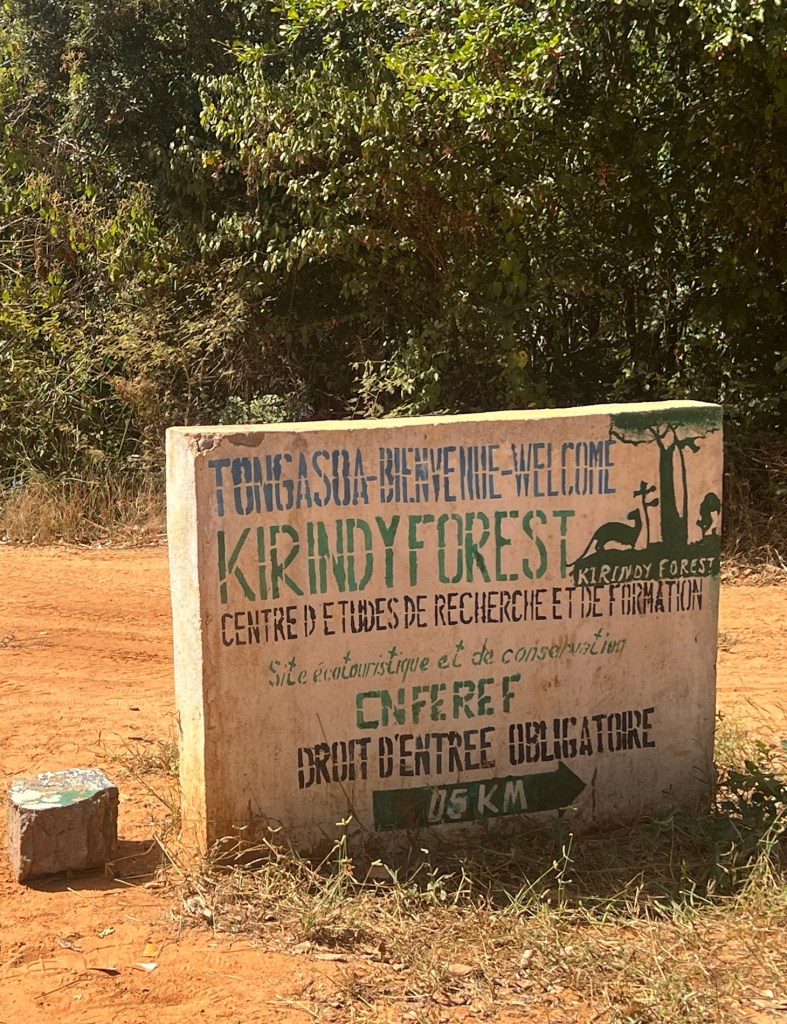 TONGASOA-BIENVENUE-WELCOME
KIRINDY FOREST
KIRINDY FOREST
CENTRE D'ETUDES DE RECHERCHE ET DE FORMATION
Site écotouristique et de conservation
CNFEREF
DROIT D'ENTREE OBLIGATOIRE
05 KM